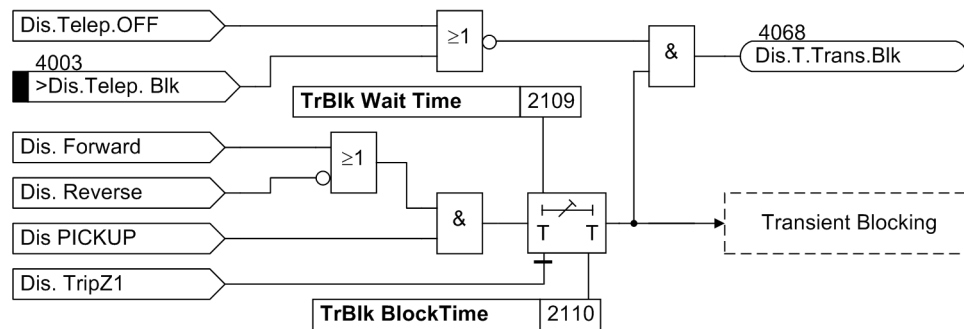 Dis.Telep.OFF
≥1
4003
>Dis.Telep. Blk
&
4068
Dis.T.Trans.Blk
TrBlk Wait Time 2109
Dis. Forward
≥1
Dis. Reverse
&
T T
Transient Blocking
Dis PICKUP
Dis. TripZ1
TrBlk BlockTime 2110